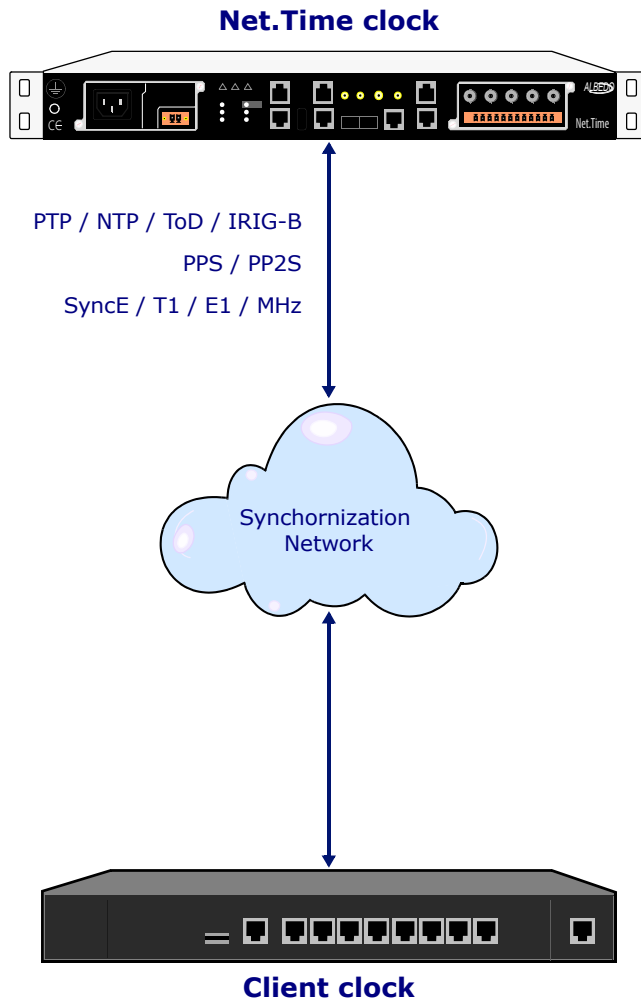 Net.Time clock
CE
ALBEDO
Net.Time
PTP / NTP / ToD / IRIG-B
PPS / PP2S
SyncE / T1 / E1 / MHz
Synchornization
Network
Client clock